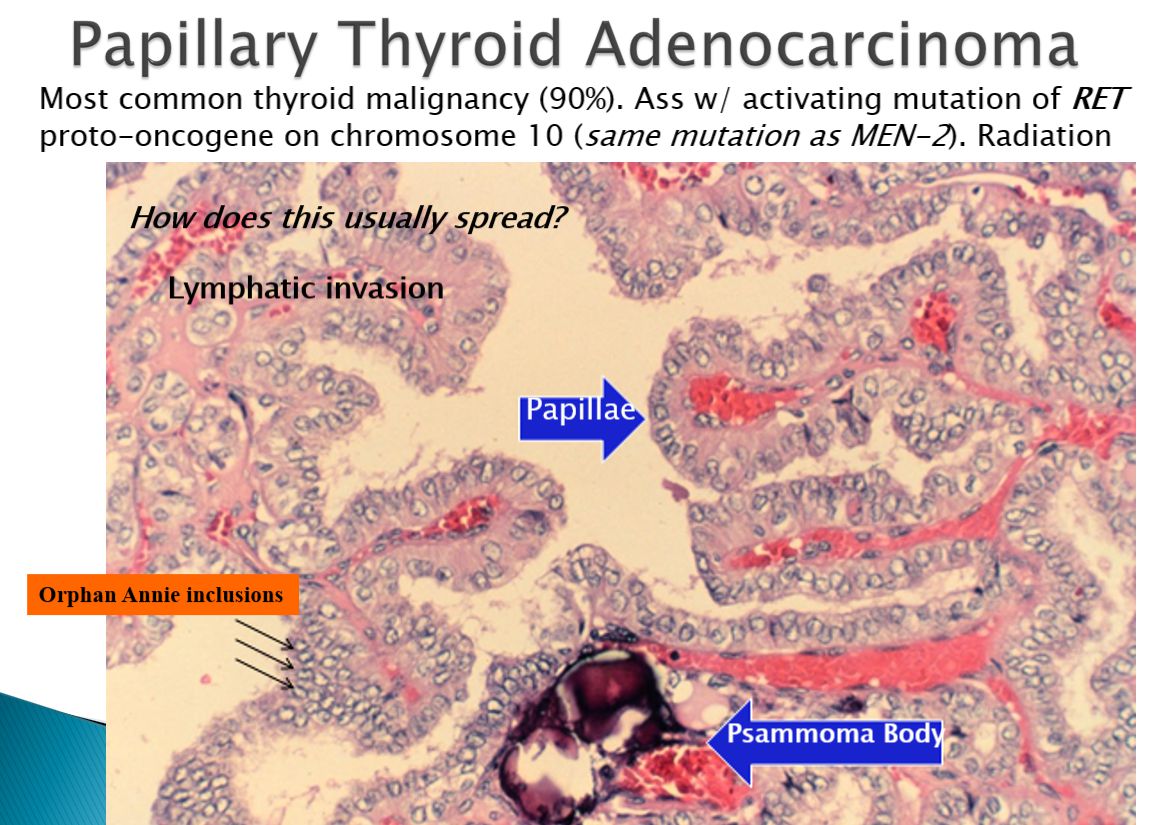 Papillary Thyroid Adenocarcinoma
Most common thyroid malignancy (90%). Ass w/ activating mutation of RET
proto-oncogene on chromosome 10 (same mutation as MEN-2). Radiation
How does this usually spread?
Lymphatic invasion
Papillae
Orphan Annie inclusions
Psammoma Body